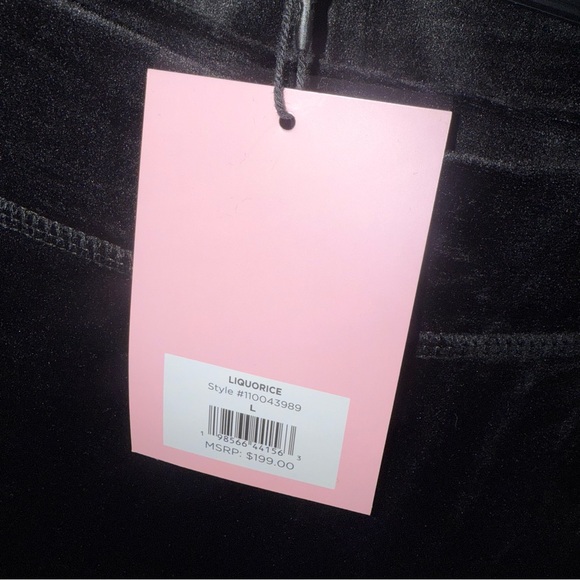 LIQUORICE
Style #110043989
L
1 98566 44156 3
MSRP: $199.00